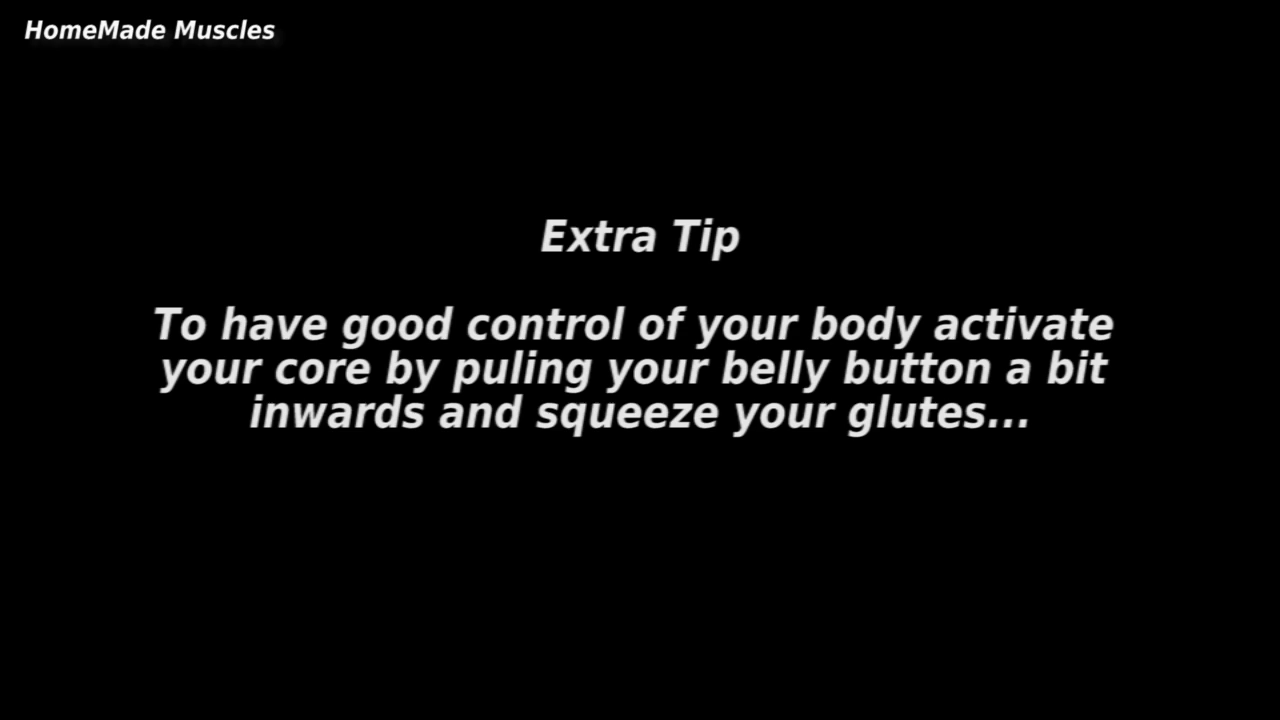 HomeMade Muscles
Extra Tip
To have good control of your body activate
your core by puling your belly button a bit
inwards and squeeze your glutes...